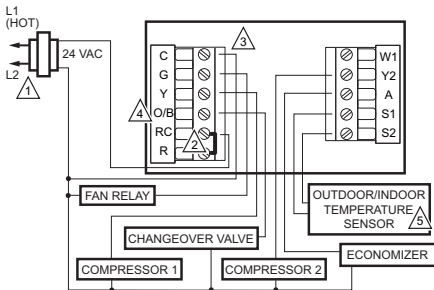 L1
(HOT)
L2
1
24 VAC
3
C
G
Y
4
O/B
RC
2
R
W1
Y2
A
S1
S2
FAN RELAY
OUTDOOR/INDOOR
TEMPERATURE
SENSOR
5
CHANGEOVER VALVE
ECONOMIZER
COMPRESSOR 1
COMPRESSOR 2